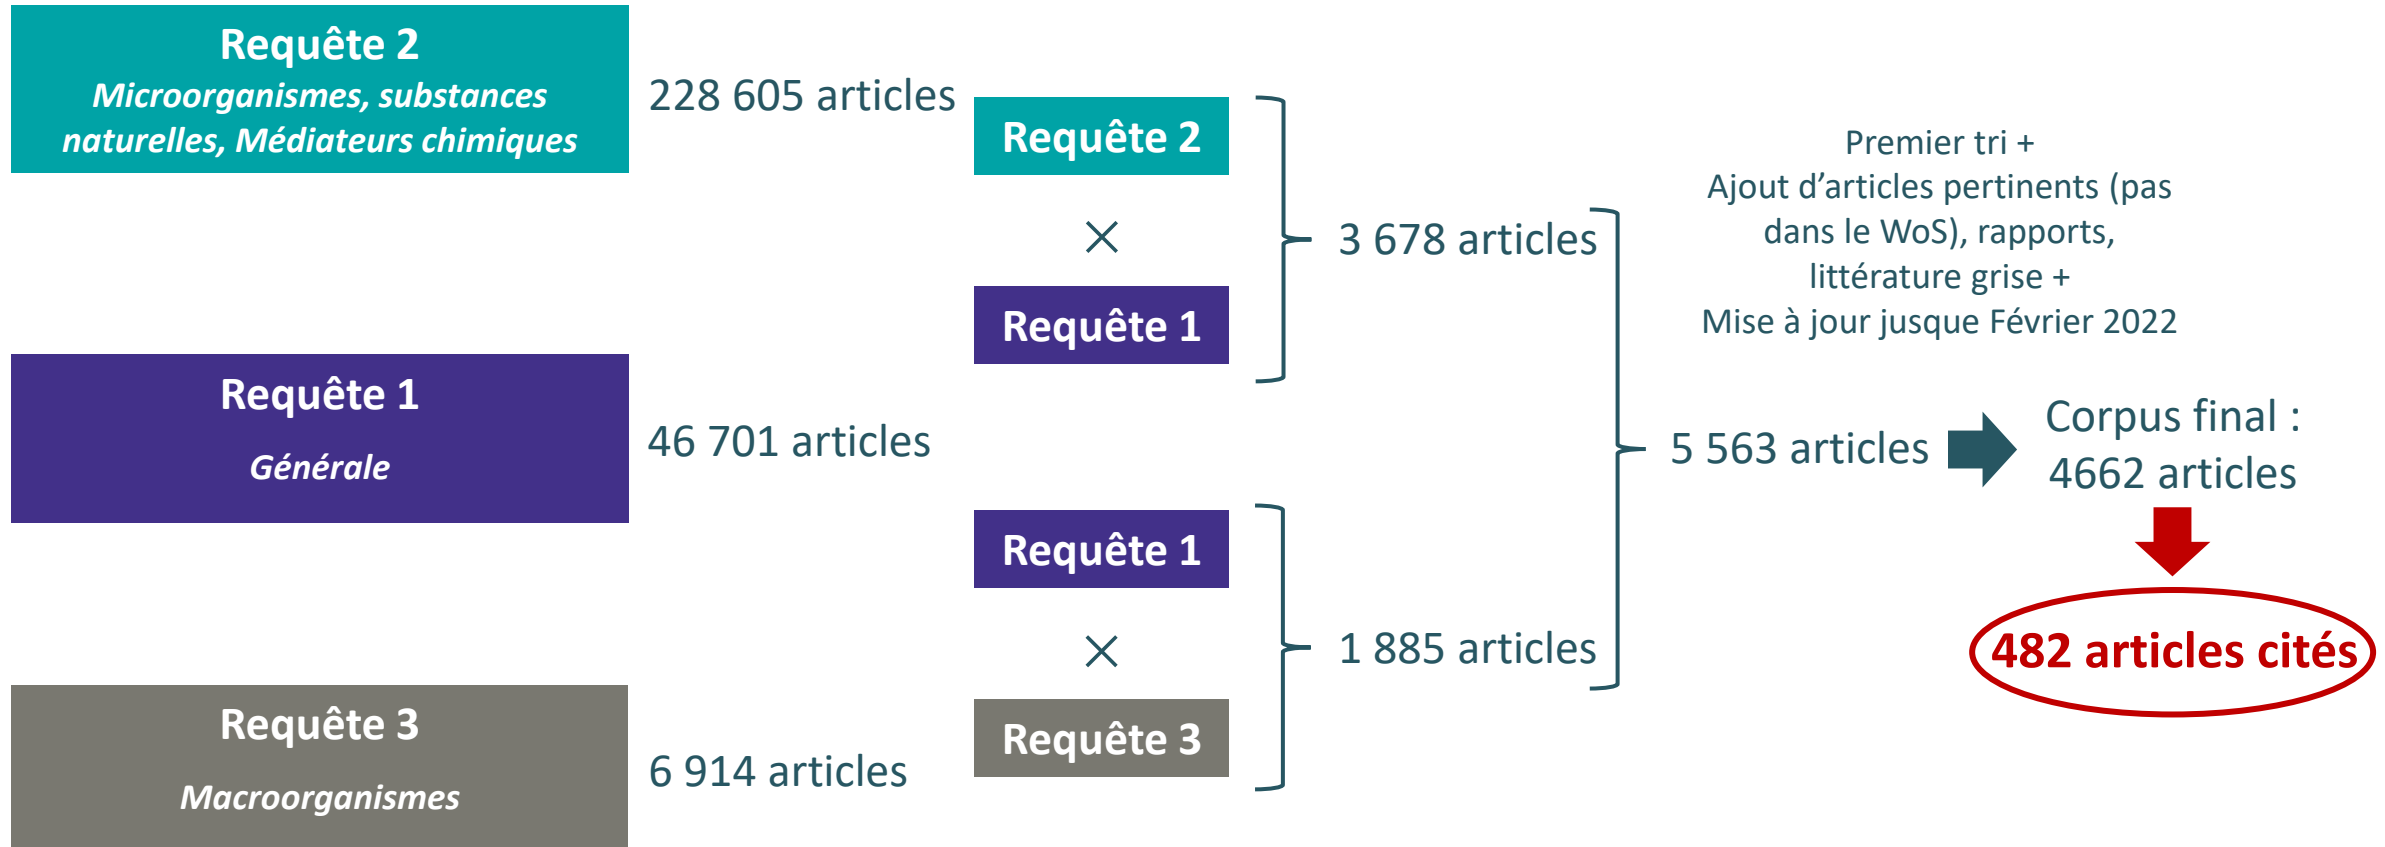 Requête 2
Microorganismes, substances
naturelles, Médiateurs chimiques
228 605 articles
Requête 1
Générale
46 701 articles
Requête 3
Macroorganismes
6 914 articles
Requête 2
×
Requête 1
3 678 articles
Requête 1
×
Requête 3
1 885 articles
5 563 articles
Premier tri +
Ajout d’articles pertinents (pas
dans le WoS), rapports,
littérature grise +
Mise à jour jusque Février 2022
Corpus final :
4662 articles
482 articles cités